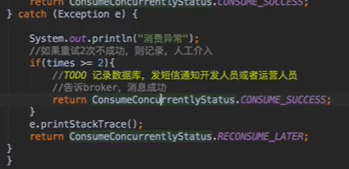 return ConsumeConcurrentlyStatus.CONSUME_SUCCESS;
} catch (Exception e) {
System.out.println("消费异常");
//如果重试2次不成功，则记录，人工介入
if(times >= 2){
//TODO 记录数据库，发短信通知开发人员或者运营人员
//告诉broker，消息成功
return ConsumeConcurrentlyStatus.CONSUME_SUCCESS;
}
e.printStackTrace();
return ConsumeConcurrentlyStatus.RECONSUME_LATER;
}
}